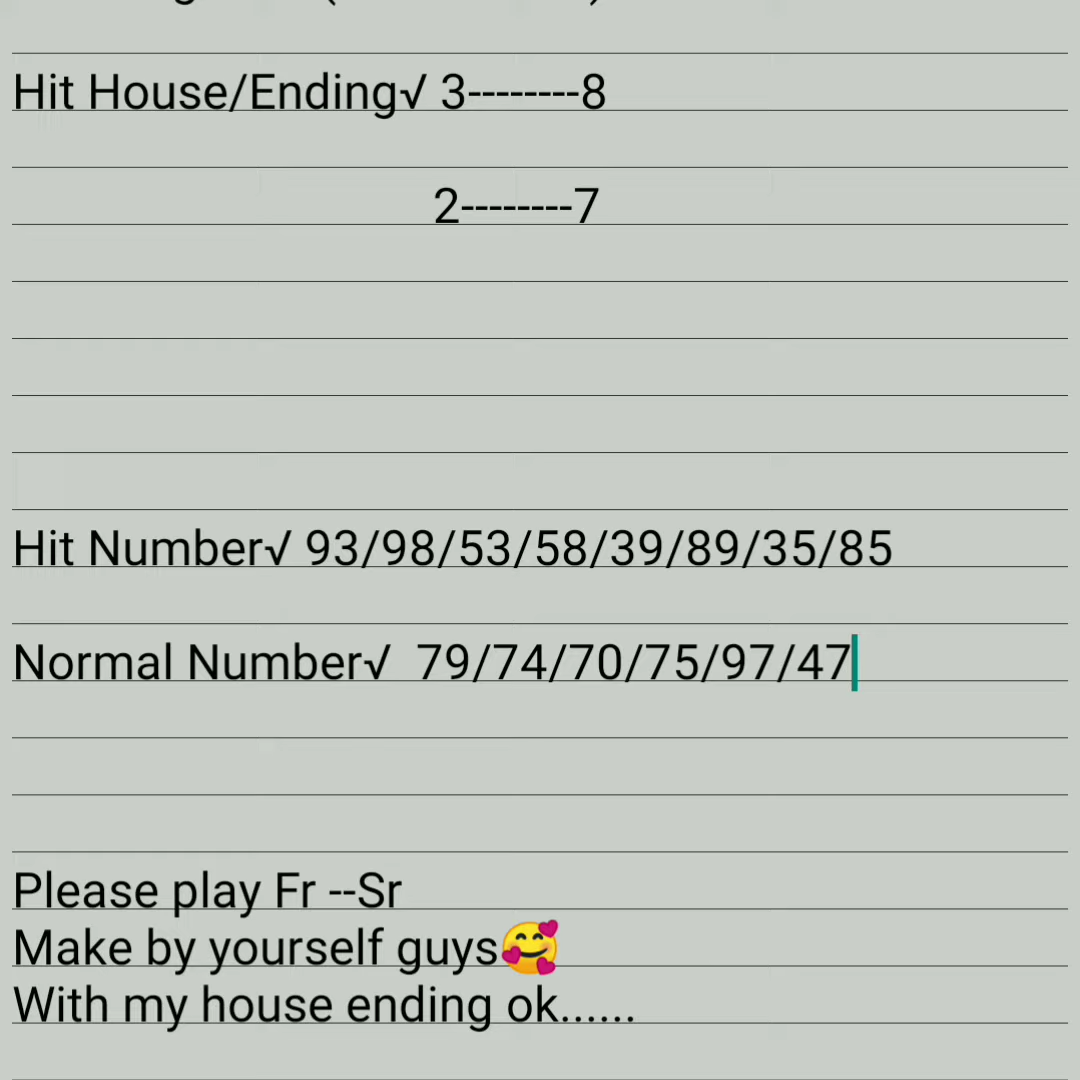 Hit House/Ending√ 3--------8
2--------7
Hit Number√ 93/98/53/58/39/89/35/85
Normal Number√  79/74/70/75/97/47
Please play Fr --Sr
Make by yourself guys🥰
With my house ending ok......